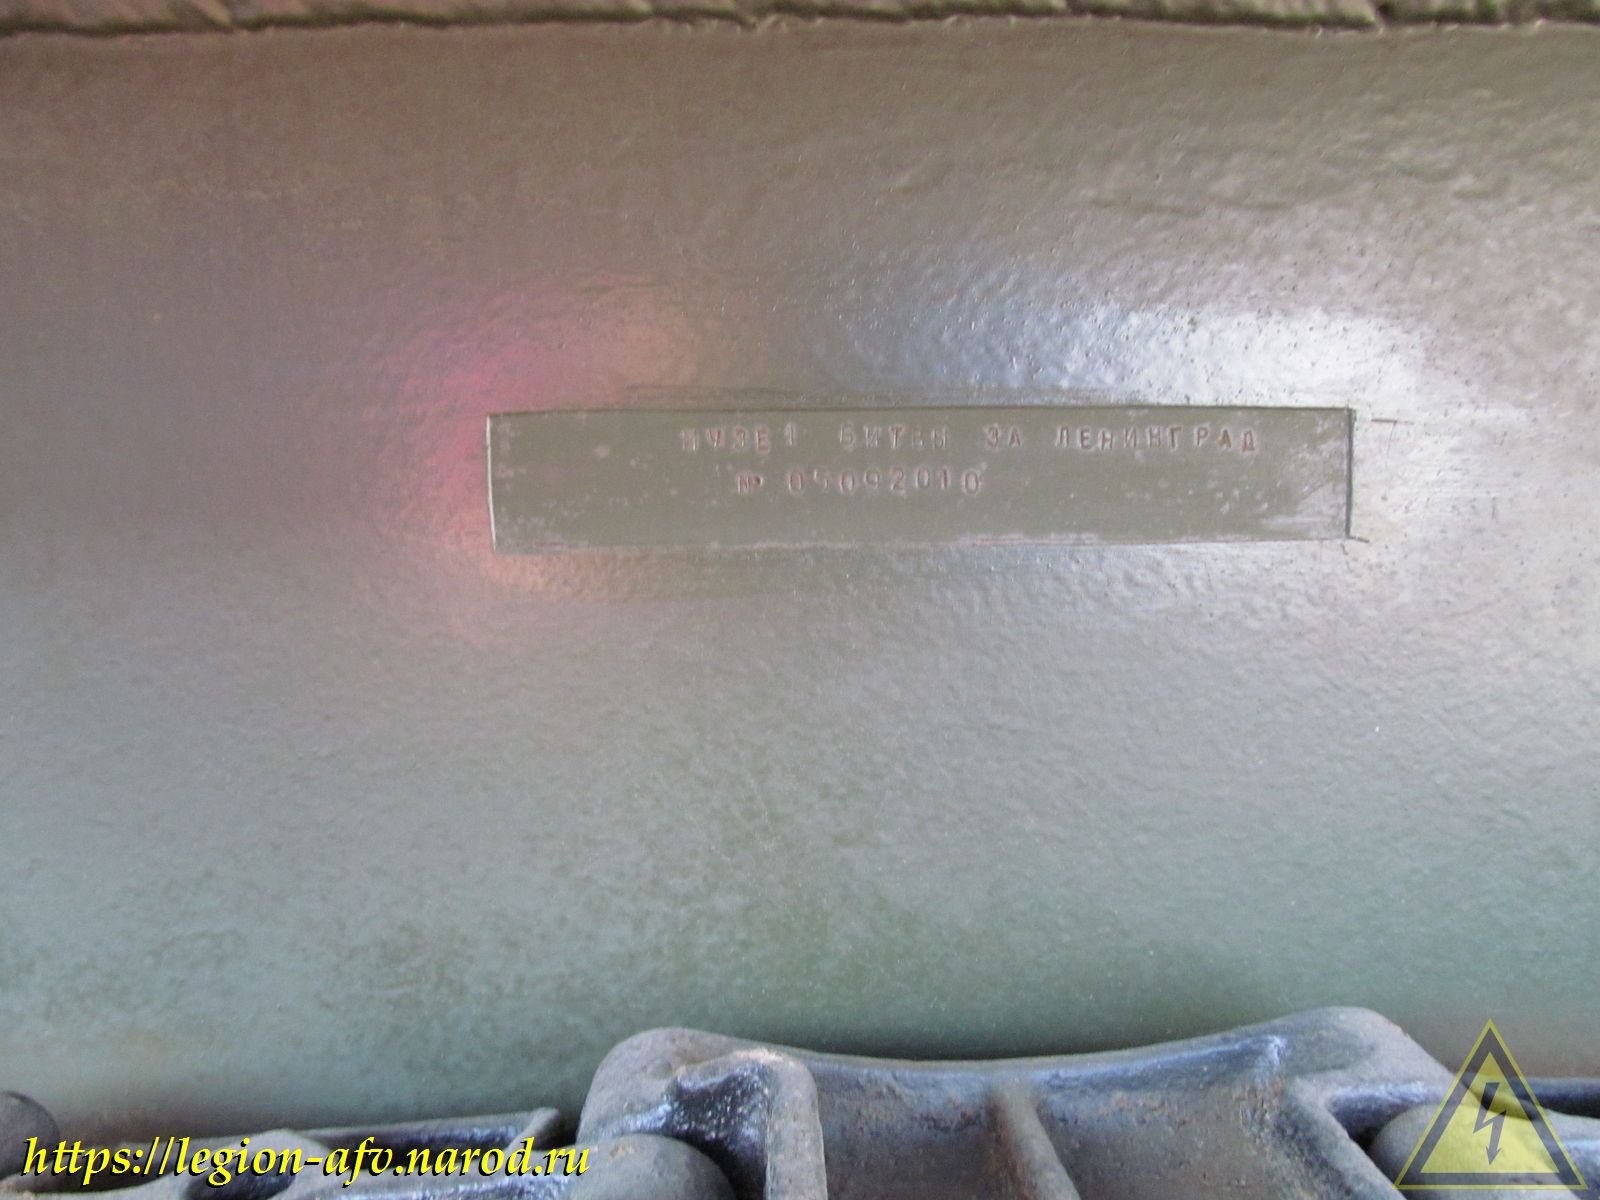 МУЗЕЙ БИТВЫ ЗА ЛЕНИНГРАД
№ 05092010
https://legion-afv.narod.ru